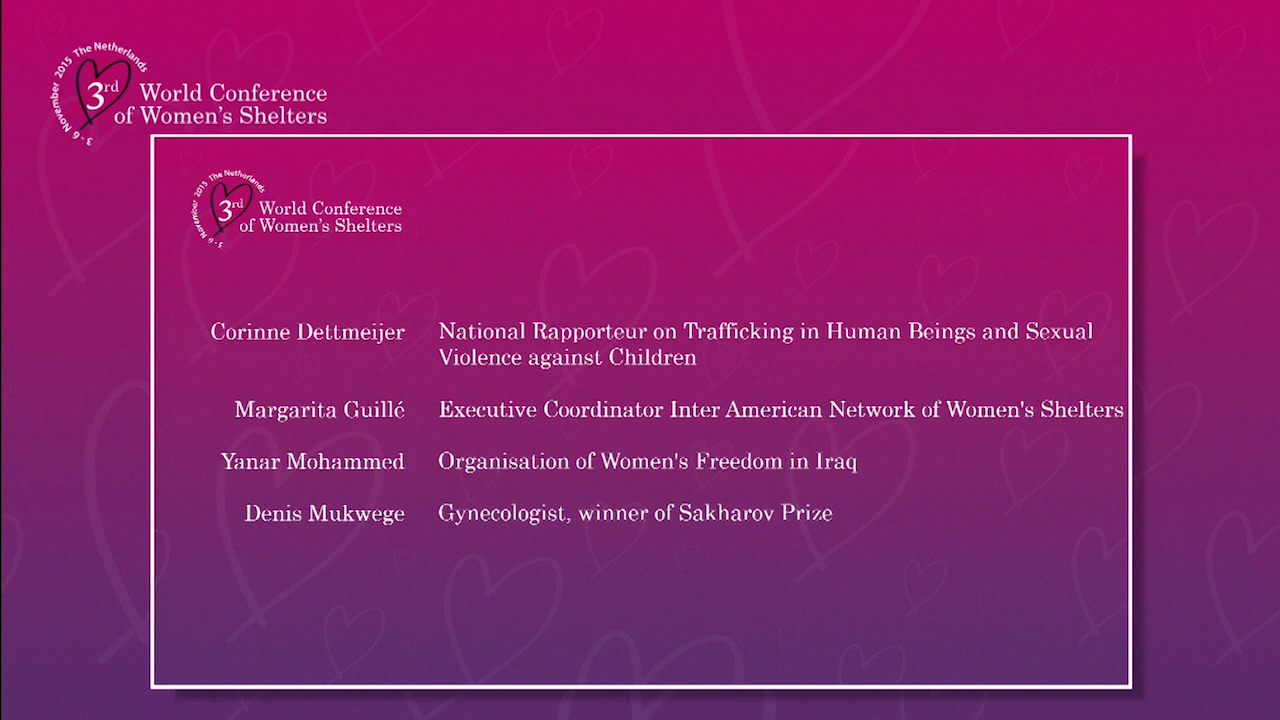 3 - 6 November 2015 The Netherlands
3rd World Conference
of Women's Shelters
3 - 6 November 2015 The Netherlands
3rd World Conference
of Women's Shelters
Corinne Dettmeijer National Rapporteur on Trafficking in Human Beings and Sexual
Violence against Children
Margarita Guillé Executive Coordinator Inter American Network of Women's Shelters
Yanar Mohammed Organisation of Women's Freedom in Iraq
Denis Mukwege Gynecologist, winner of Sakharov Prize